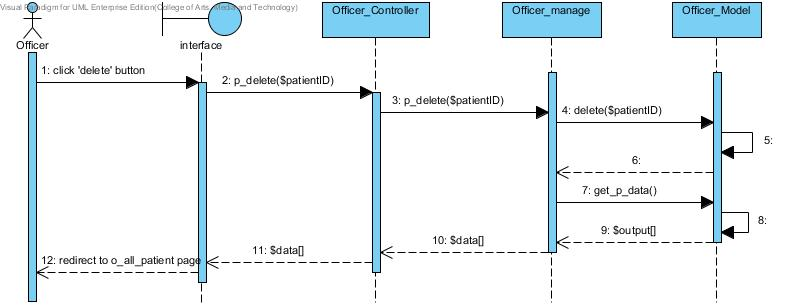 Visual Paradigm for UML Enterprise Edition(College of Arts, Media and Technology)
Officer_Controller
Officer_manage
Officer_Model
Officer
interface
1: click 'delete' button
2: p_delete($patientID)
3: p_delete($patientID)
4: delete($patientID)
5:
6:
7: get_p_data()
8:
9: $output[]
10: $data[]
11: $data[]
12: redirect to o_all_patient page